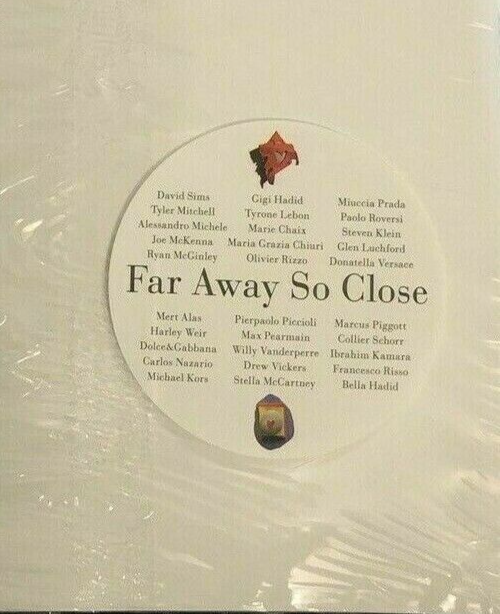 David Sims
Tyler Mitchell
Alessandro Michele
Joe McKenna
Ryan McGinley
Gigi Hadid
Tyrone Lebon
Marie Chaix
Maria Grazia Chiuri
Olivier Rizzo
Miuccia Prada
Paolo Roversi
Steven Klein
Glen Luchford
Donatella Versace
Far Away So Close
Mert Alas
Harley Weir
Dolce&Gabbana
Carlos Nazario
Michael Kors
Pierpaolo Piccioli
Max Pearmain
Willy Vanderperre
Drew Vickers
Stella McCartney
Marcus Piggott
Collier Schorr
Ibrahim Kamara
Francesco Risso
Bella Hadid